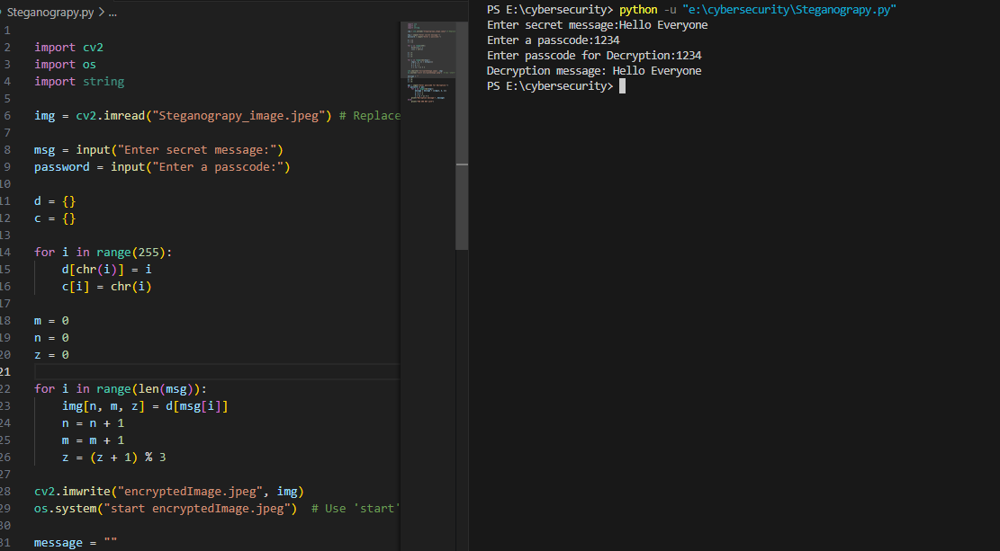 Steganograpy.py > ...
1
2 import cv2
3 import os
4 import string
5
6 img = cv2.imread("Steganograpy_image.jpeg") # Replace
7
8 msg = input("Enter secret message:")
9 password = input("Enter a passcode:")
10
11 d = {}
12 c = {}
13
14 for i in range(255):
15 d[chr(i)] = i
16 c[i] = chr(i)
17
18 m = 0
19 n = 0
20 z = 0
21
22 for i in range(len(msg)):
23 img[n, m, z] = d[msg[i]]
24 n = n + 1
25 m = m + 1
26 z = (z + 1) % 3
27
28 cv2.imwrite("encryptedImage.jpeg", img)
29 os.system("start encryptedImage.jpeg") # Use 'start'
30
31 message = ""
PS E:\cybersecurity> python -u "e:\cybersecurity\Steganograpy.py"
Enter secret message:Hello Everyone
Enter a passcode:1234
Enter passcode for Decryption:1234
Decryption message: Hello Everyone
PS E:\cybersecurity>